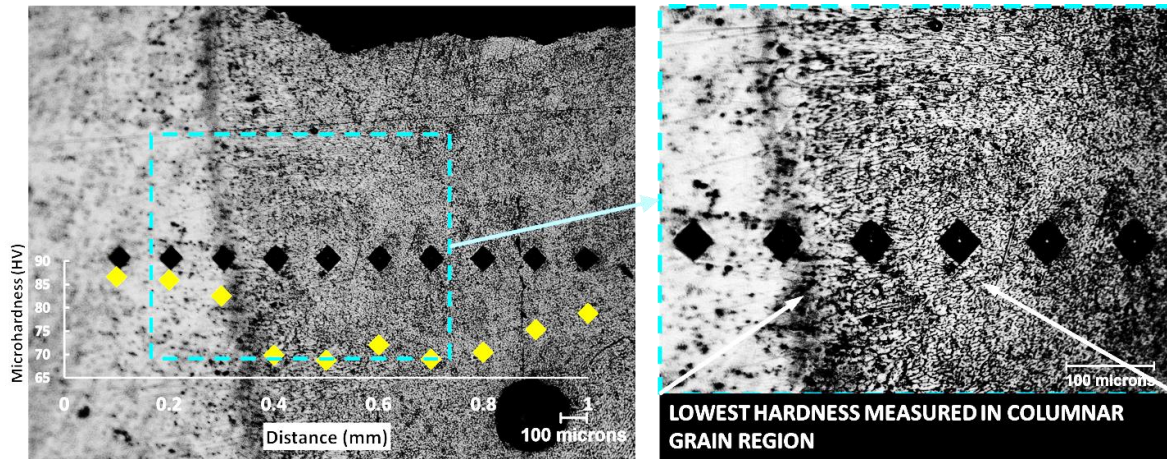 Microhardness (HV)
90
85
80
75
70
65
0
0.2
0.4
0.6
0.8
1
Distance (mm)
100 microns
100 microns
LOWEST HARDNESS MEASURED IN COLUMNAR
GRAIN REGION